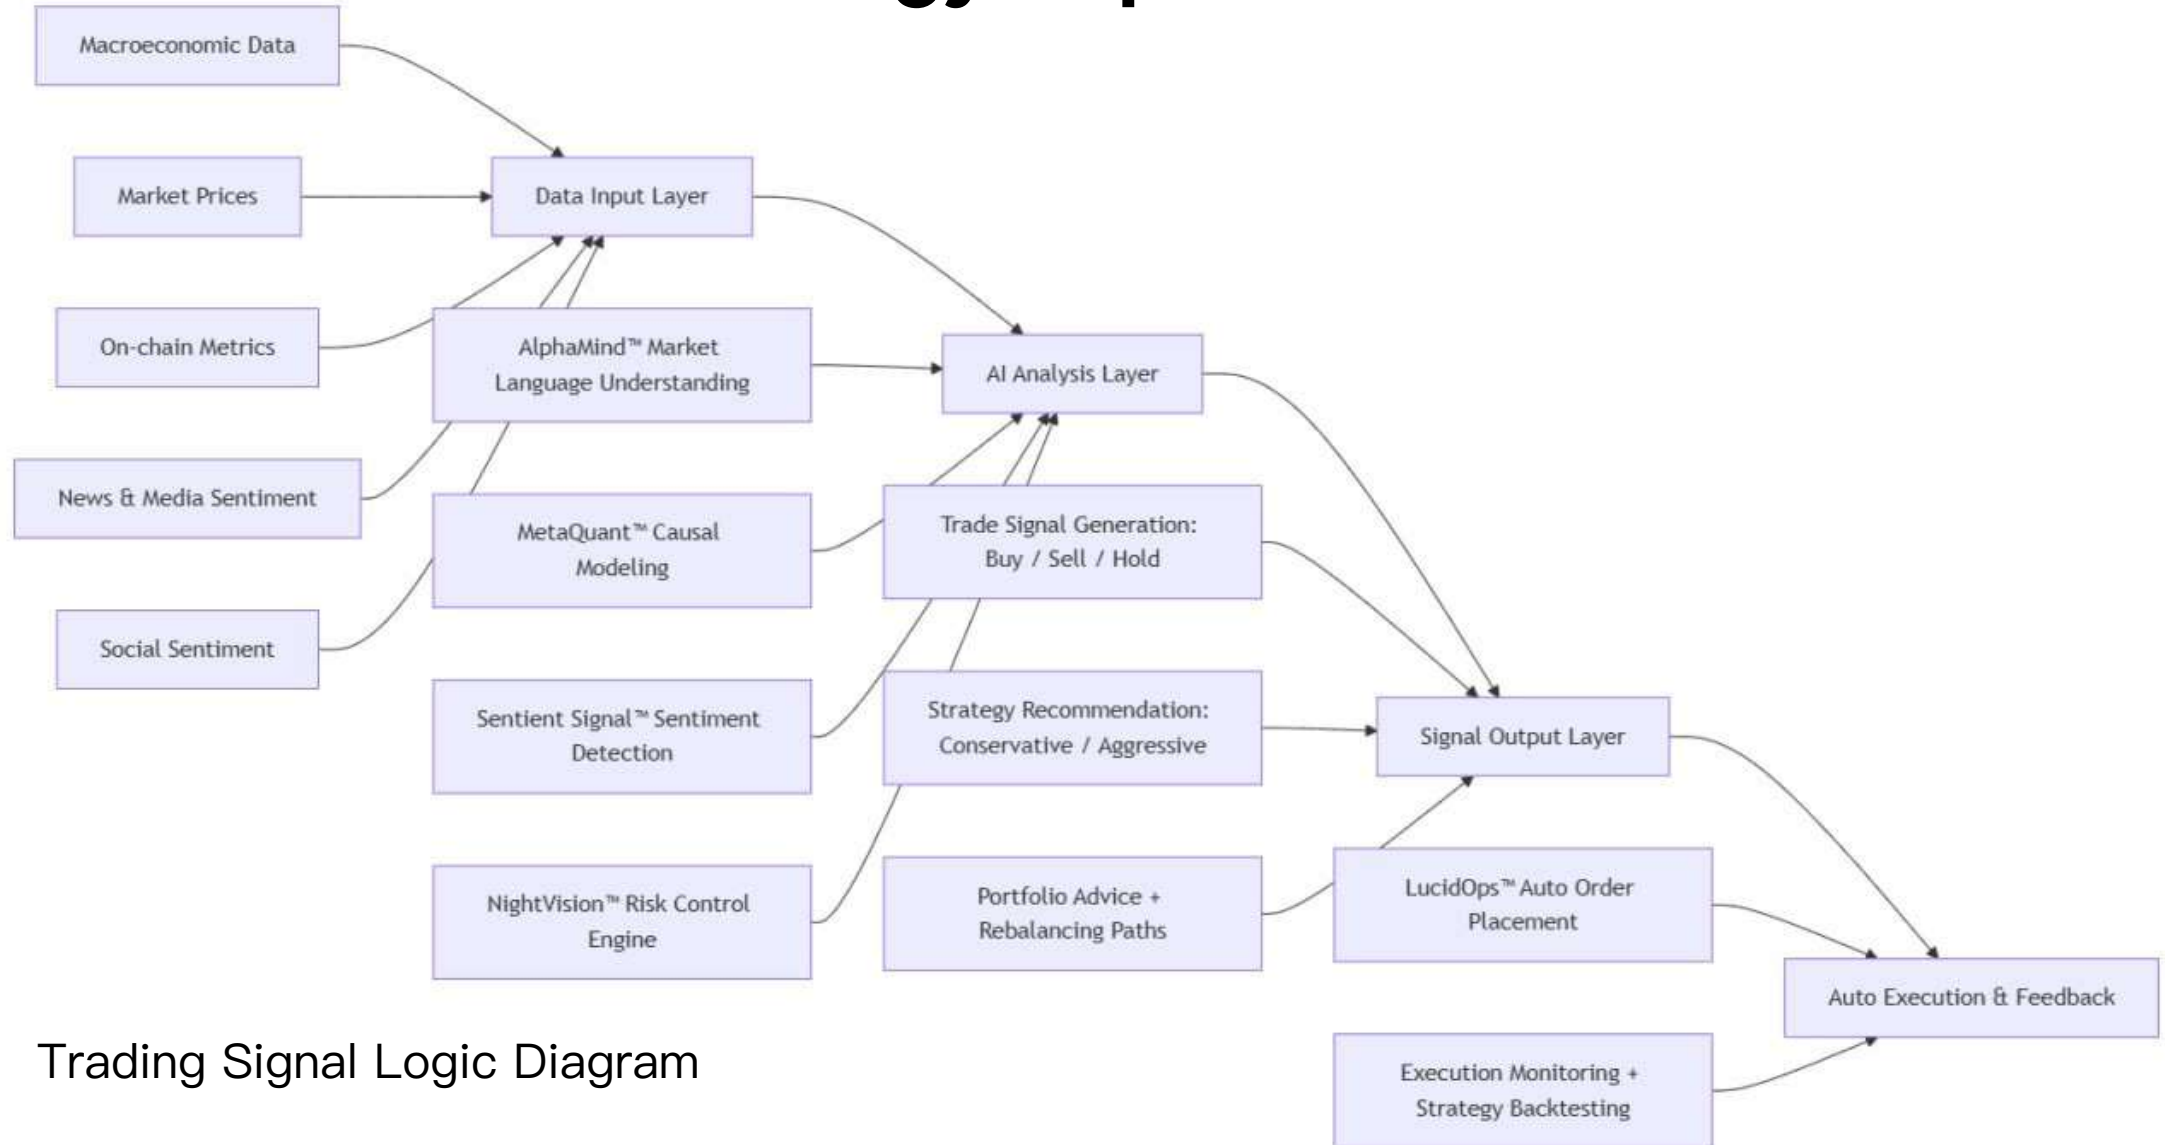 Macroeconomic Data
Market Prices
Data Input Layer
On-chain Metrics
AlphaMind™ Market
Language Understanding
AI Analysis Layer
News & Media Sentiment
MetaQuant™ Causal
Modeling
Trade Signal Generation:
Buy / Sell / Hold
Social Sentiment
Sentient Signal™ Sentiment
Detection
Strategy Recommendation:
Conservative / Aggressive
Signal Output Layer
NightVision™ Risk Control
Engine
Portfolio Advice +
Rebalancing Paths
LucidOps™ Auto Order
Placement
Auto Execution & Feedback
Trading Signal Logic Diagram
Execution Monitoring +
Strategy Backtesting